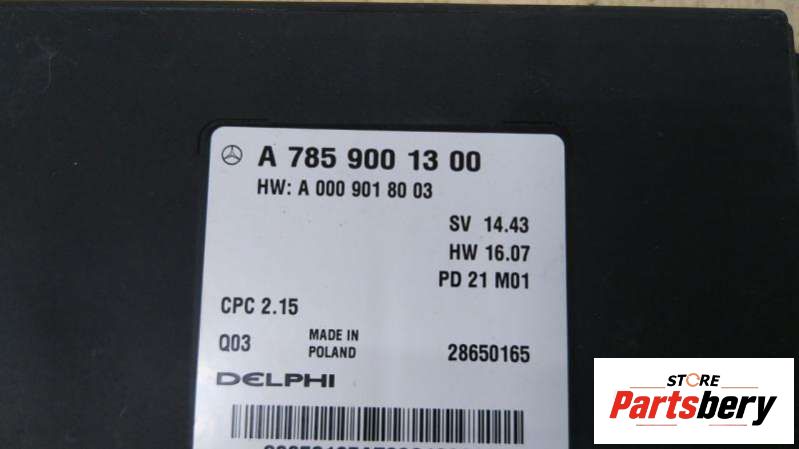 A 785 900 13 00
HW: A 000 901 80 03
SV 14.43
HW 16.07
PD 21 M01
CPC 2.15
Q03
MADE IN
POLAND
28650165
DELPHI
STORE
Partsbery